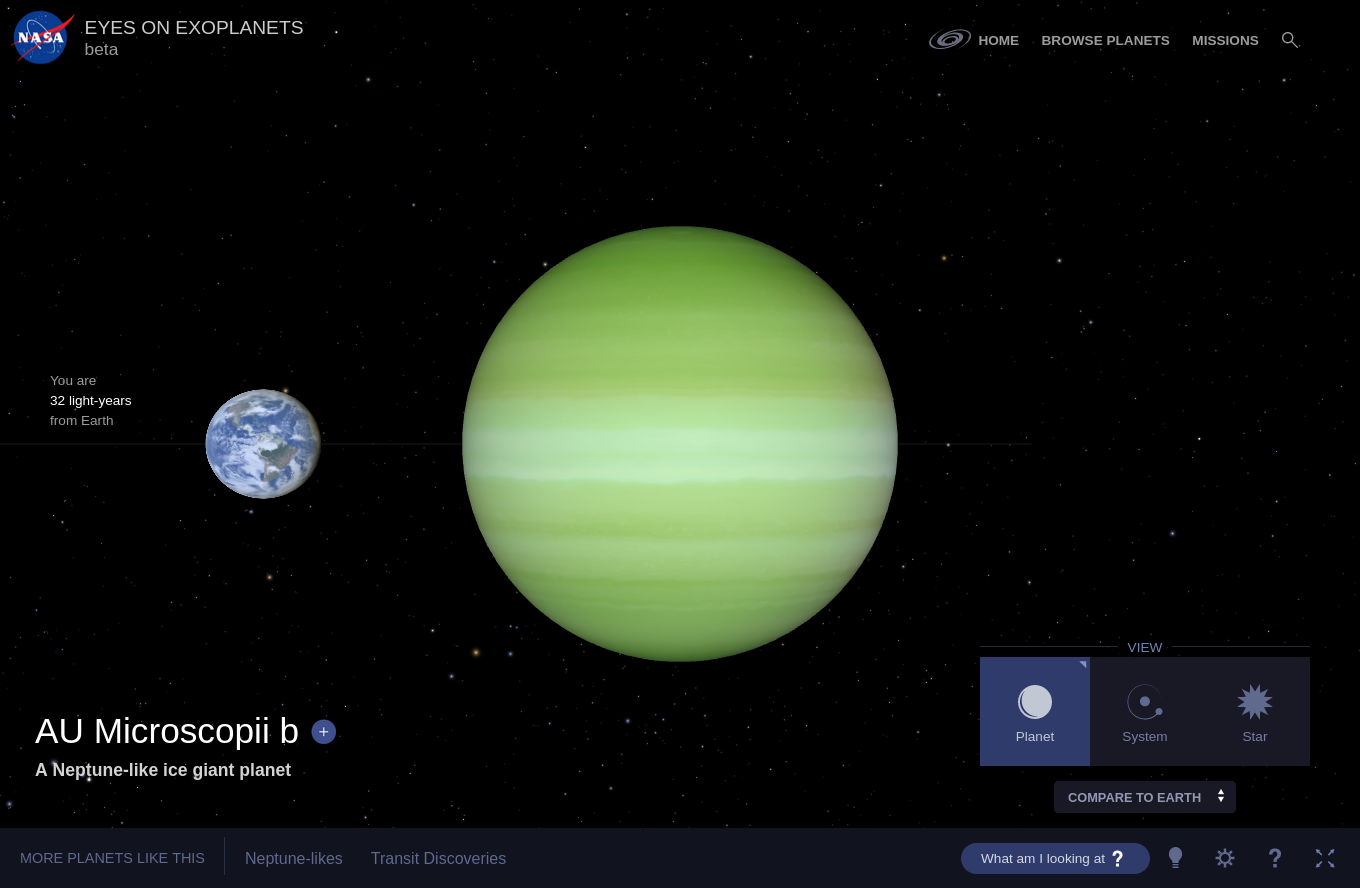 NASA
EYES ON EXOPLANETS
beta
HOME
BROWSE PLANETS
MISSIONS
You are
32 light-years
from Earth
AU Microscopii b
+
A Neptune-like ice giant planet
VIEW
Planet
System
Star
COMPARE TO EARTH
MORE PLANETS LIKE THIS
Neptune-likes
Transit Discoveries
What am I looking at ?
?